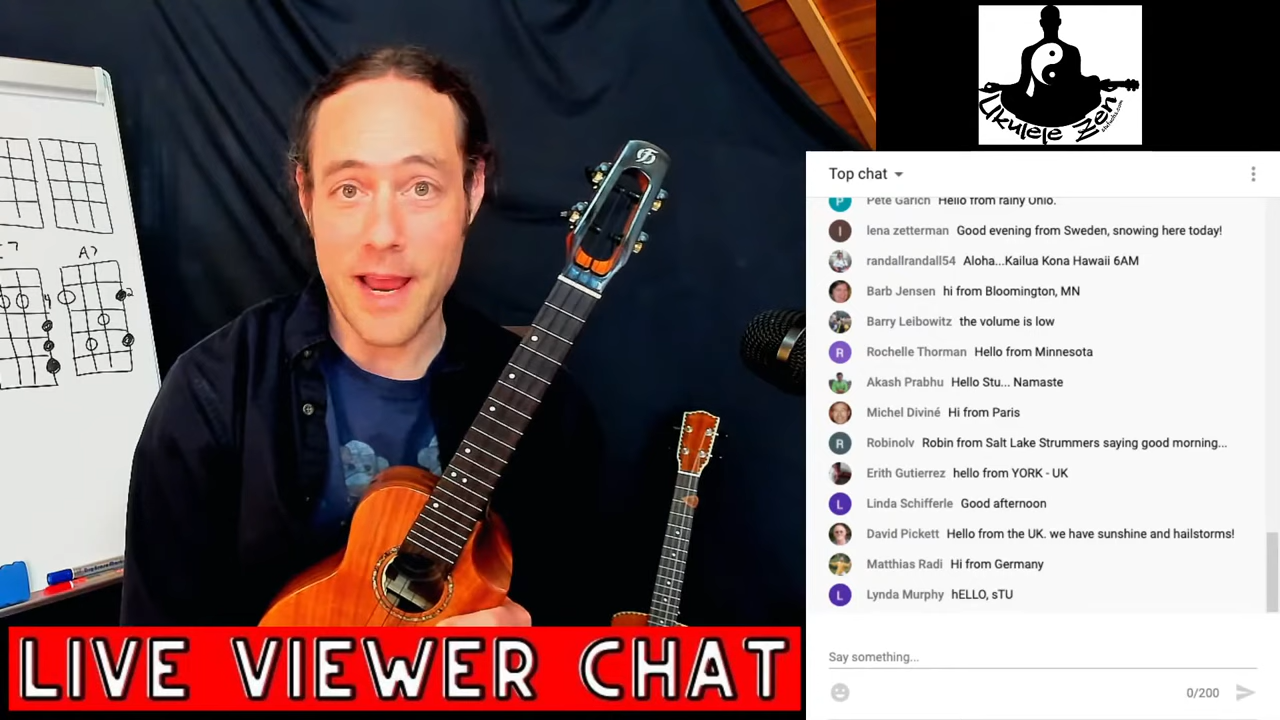 Ukulele Zen
Top chat
Pete Garich Hello from rainy Ohio.
lena zetterman Good evening from Sweden, snowing here today!
randallrandall54 Aloha...Kailua Kona Hawaii 6AM
Barb Jensen hi from Bloomington, MN
Barry Leibowitz the volume is low
R Rochelle Thorman Hello from Minnesota
Akash Prabhu Hello Stu... Namaste
Michel Diviné Hi from Paris
R Robinolv Robin from Salt Lake Strummers saying good morning...
Erith Gutierrez hello from YORK - UK
L Linda Schifferle Good afternoon
David Pickett Hello from the UK. we have sunshine and hailstorms!
Matthias Radi Hi from Germany
L Lynda Murphy hELLO, sTU
Say something...
0/200
A7
LIVE VIEWER CHAT